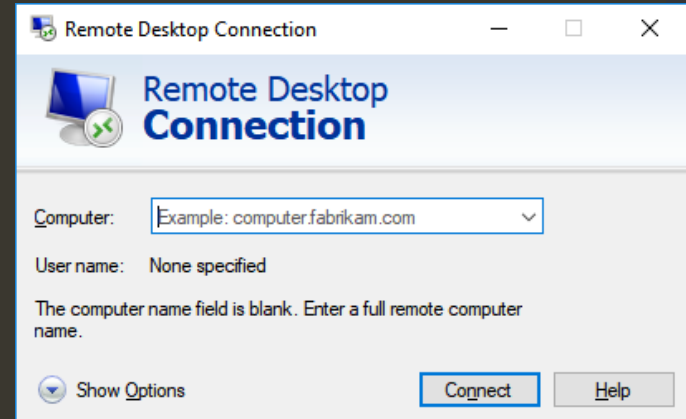 Remote Desktop Connection
Remote Desktop
Connection
Computer: Example: computer.fabrikam.com
User name: None specified
The computer name field is blank. Enter a full remote computer
name.
Show Options Connect Help